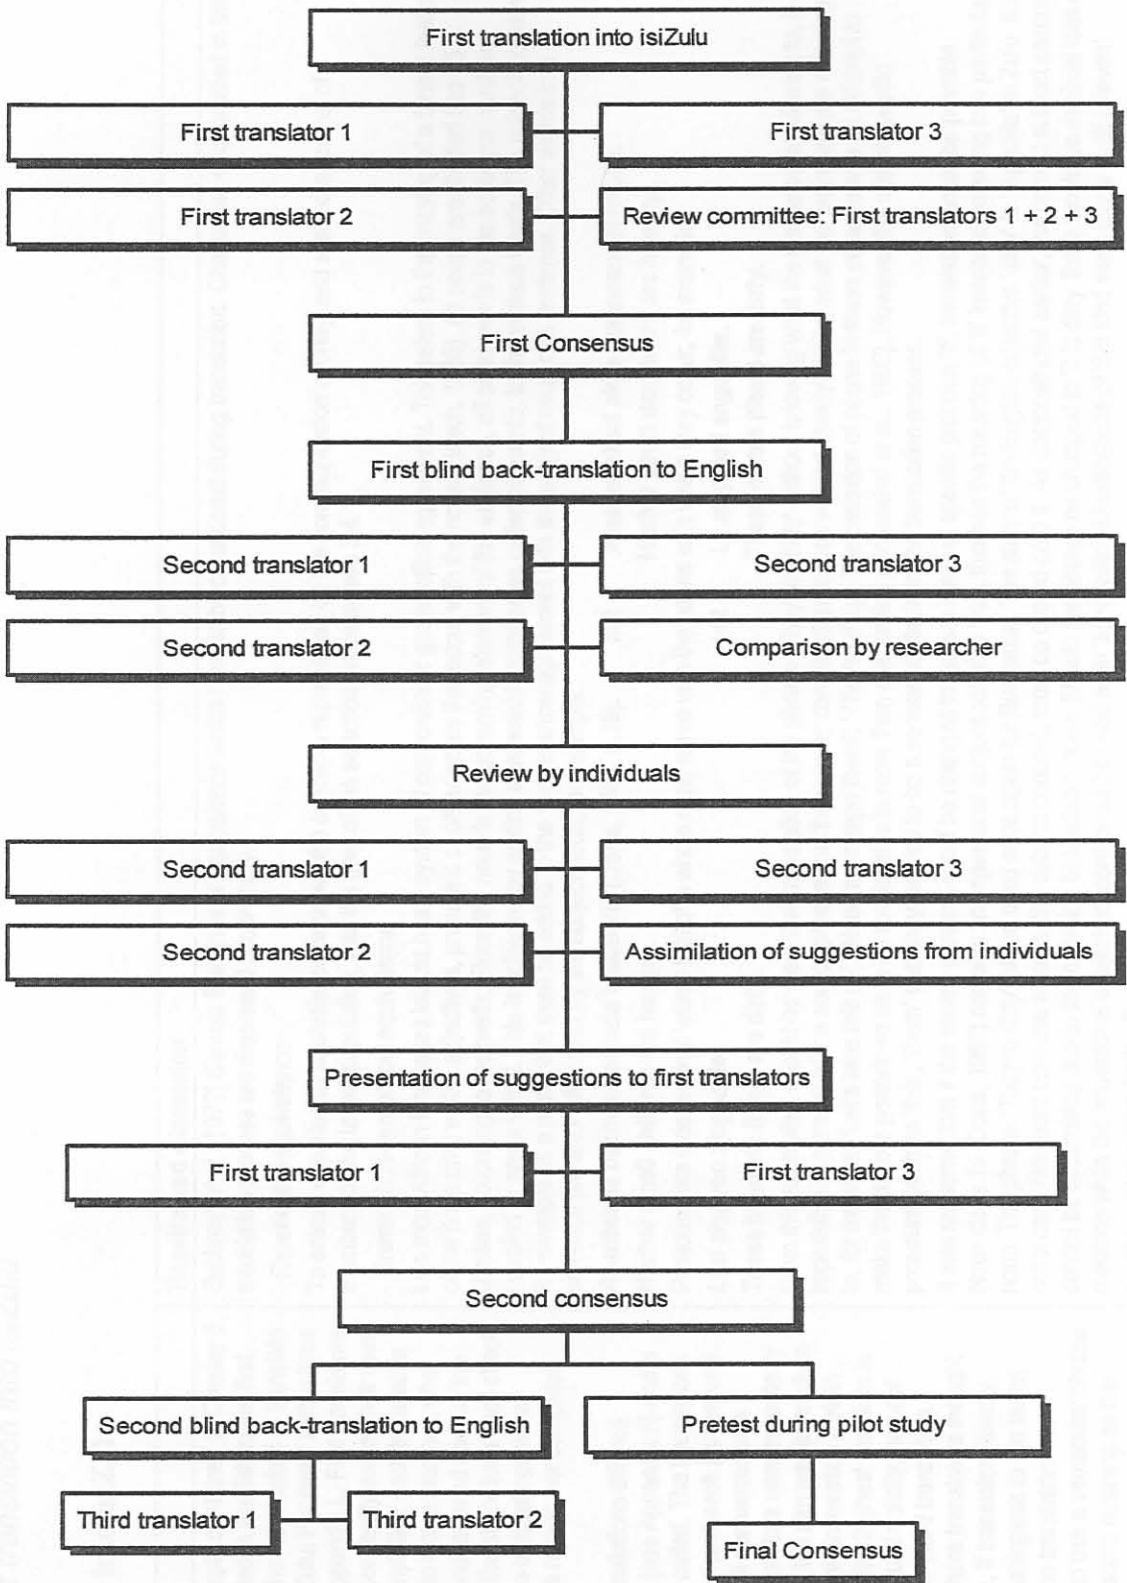 First translation into isiZulu
First translator 1
First translator 3
First translator 2
Review committee: First translators 1 + 2 + 3
First Consensus
First blind back-translation to English
Second translator 1
Second translator 3
Second translator 2
Comparison by researcher
Review by individuals
Second translator 1
Second translator 3
Second translator 2
Assimilation of suggestions from individuals
Presentation of suggestions to first translators
First translator 1
First translator 3
Second consensus
Second blind back-translation to English
Pretest during pilot study
Third translator 1
Third translator 2
Final Consensus